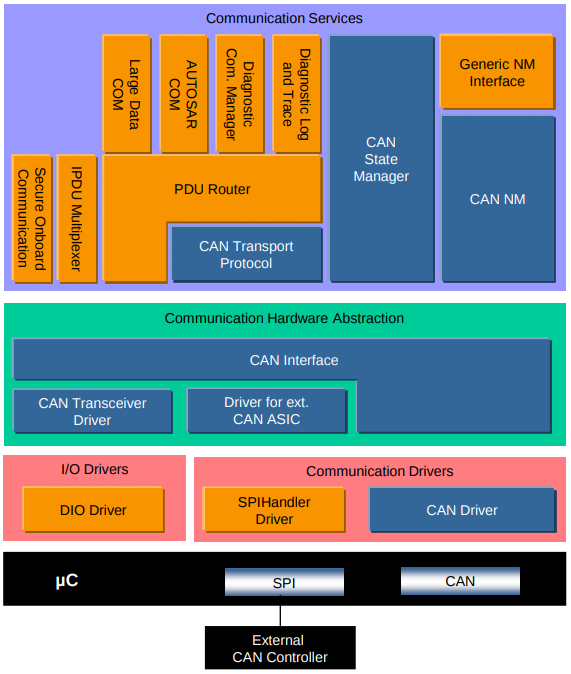 Communication Services
Large Data
COM
AUTOSAR
COM
Diagnostic
Com. Manager
Diagnostic Log
and Trace
CAN
State
Manager
Generic NM
Interface
CAN NM
Secure Onboard
Communication
IPDU Multiplexer
PDU Router
CAN Transport
Protocol
Communication Hardware Abstraction
CAN Interface
CAN Transceiver
Driver
Driver for ext.
CAN ASIC
I/O Drivers
DIO Driver
Communication Drivers
SPIHandler
Driver
CAN Driver
µC
SPI
CAN
External
CAN Controller